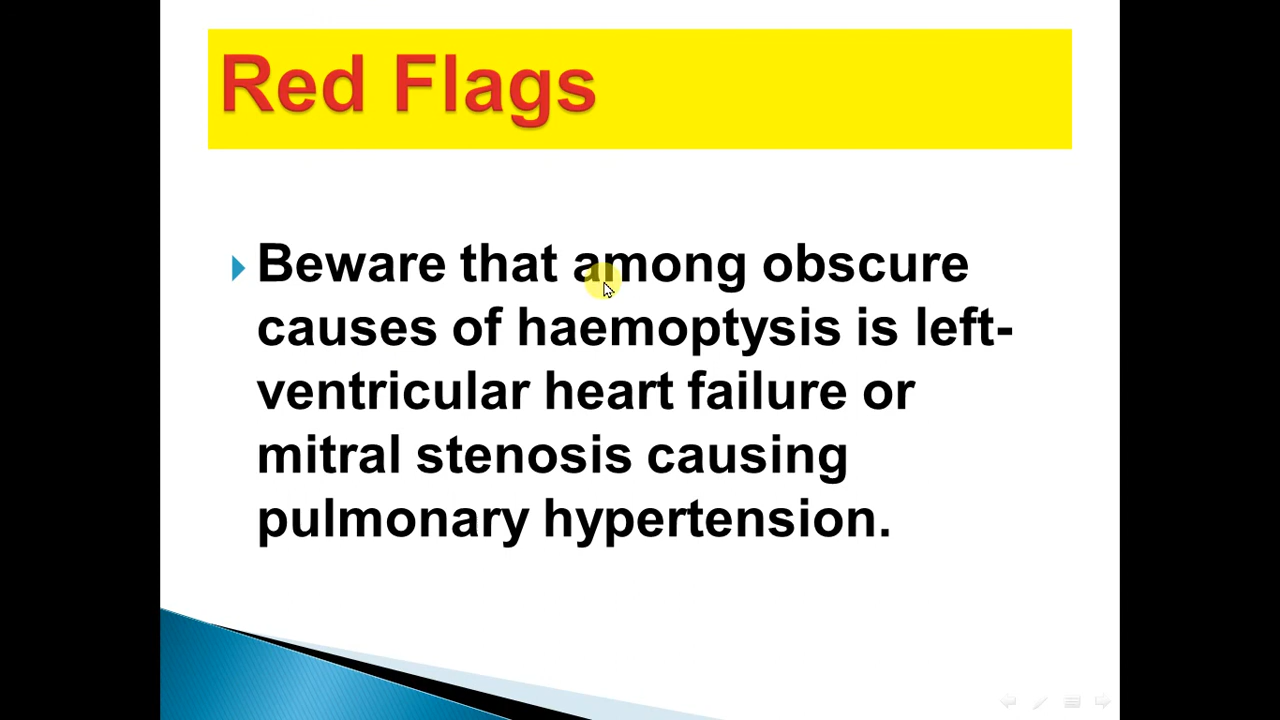 Red Flags
Beware that among obscure
causes of haemoptysis is left-
ventricular heart failure or
mitral stenosis causing
pulmonary hypertension.